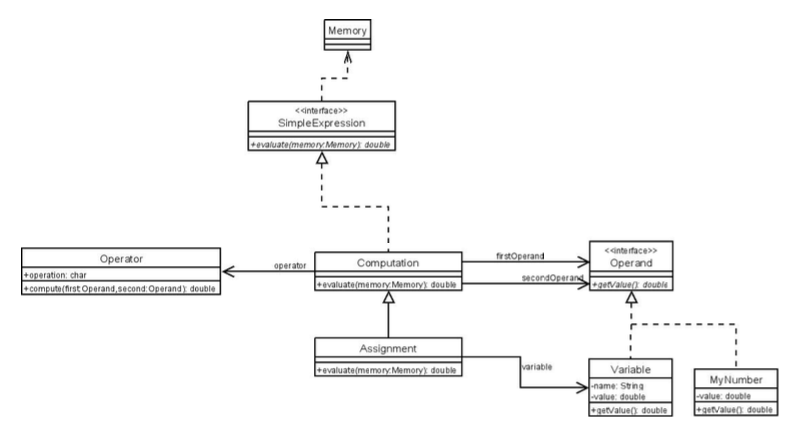 Memory
<<interface>>
SimpleExpression
+evaluate(memory:Memory): double
Operator
+operation: char
+compute(first:Operand,second:Operand): double
operator
Computation
+evaluate(memory:Memory): double
firstOperand
secondOperand
<<interface>>
Operand
+getValue(): double
Assignment
+evaluate(memory:Memory): double
variable
Variable
-name: String
-value: double
+getValue(): double
MyNumber
-value: double
+getValue(): double